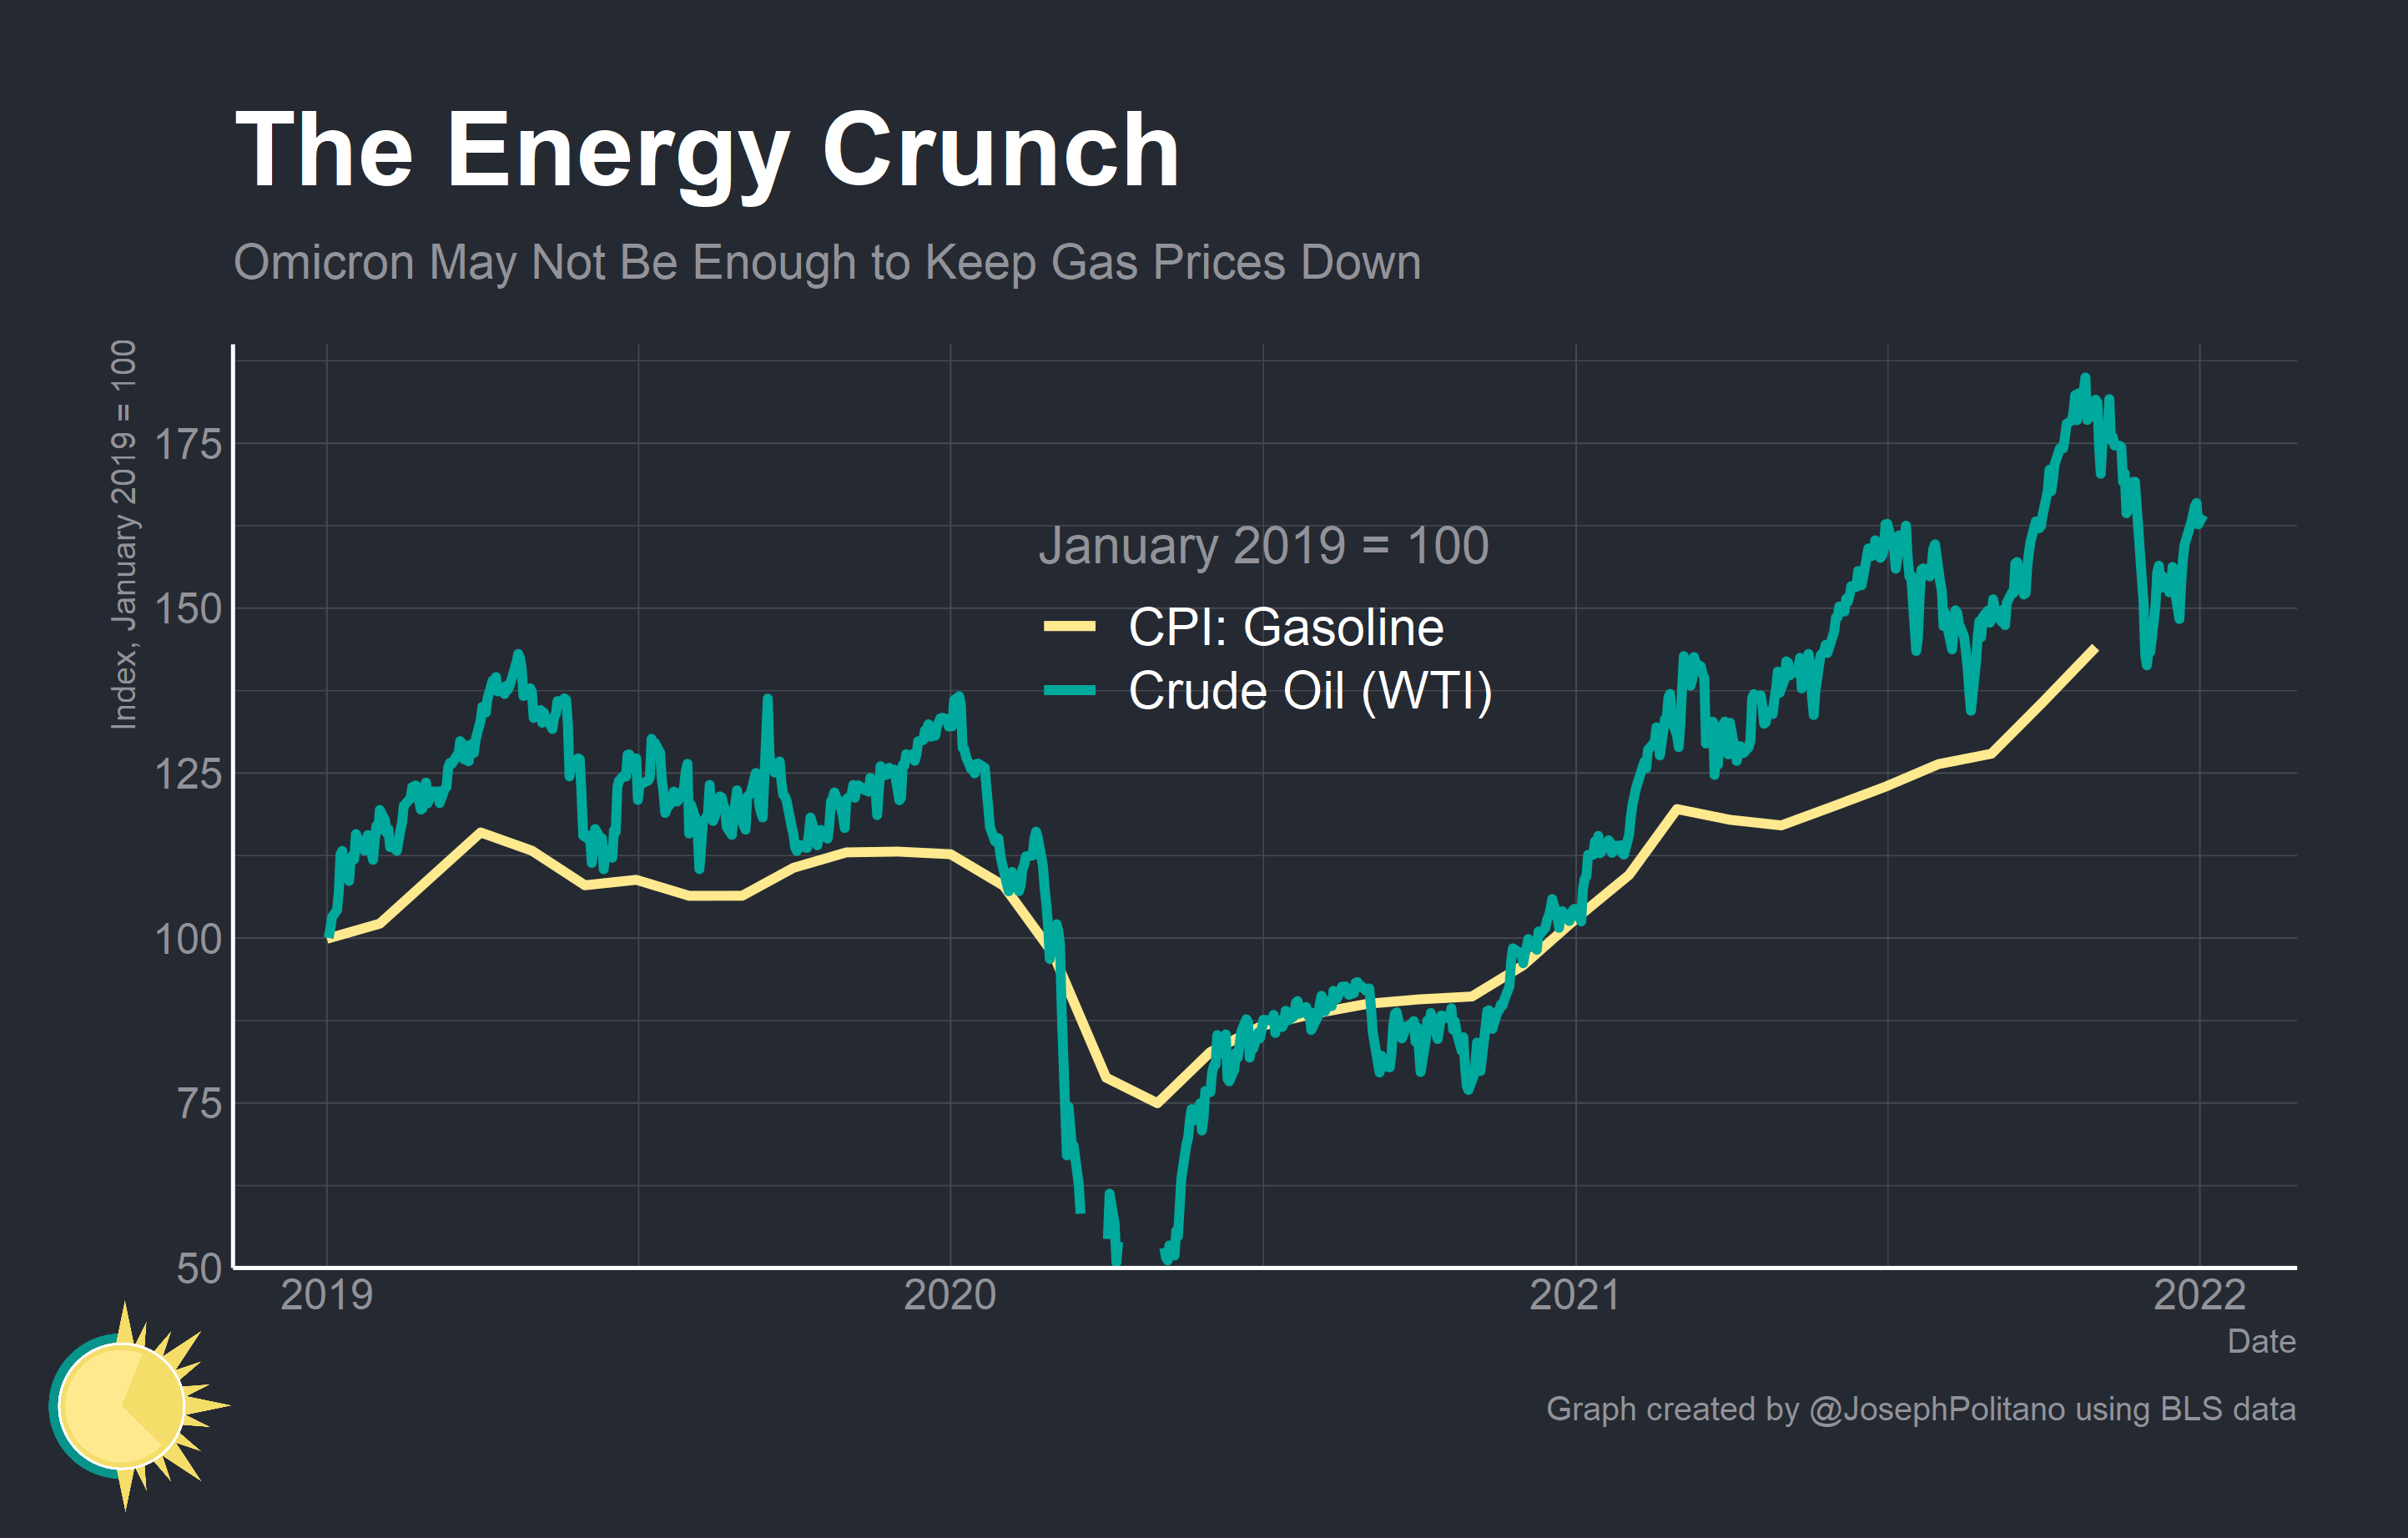 The Energy Crunch
Omicron May Not Be Enough to Keep Gas Prices Down
Index, January 2019 = 100
175
150
125
100
75
50
January 2019 = 100
CPI: Gasoline
Crude Oil (WTI)
2019
2020
2021
2022
Date
Graph created by @JosephPolitano using BLS data